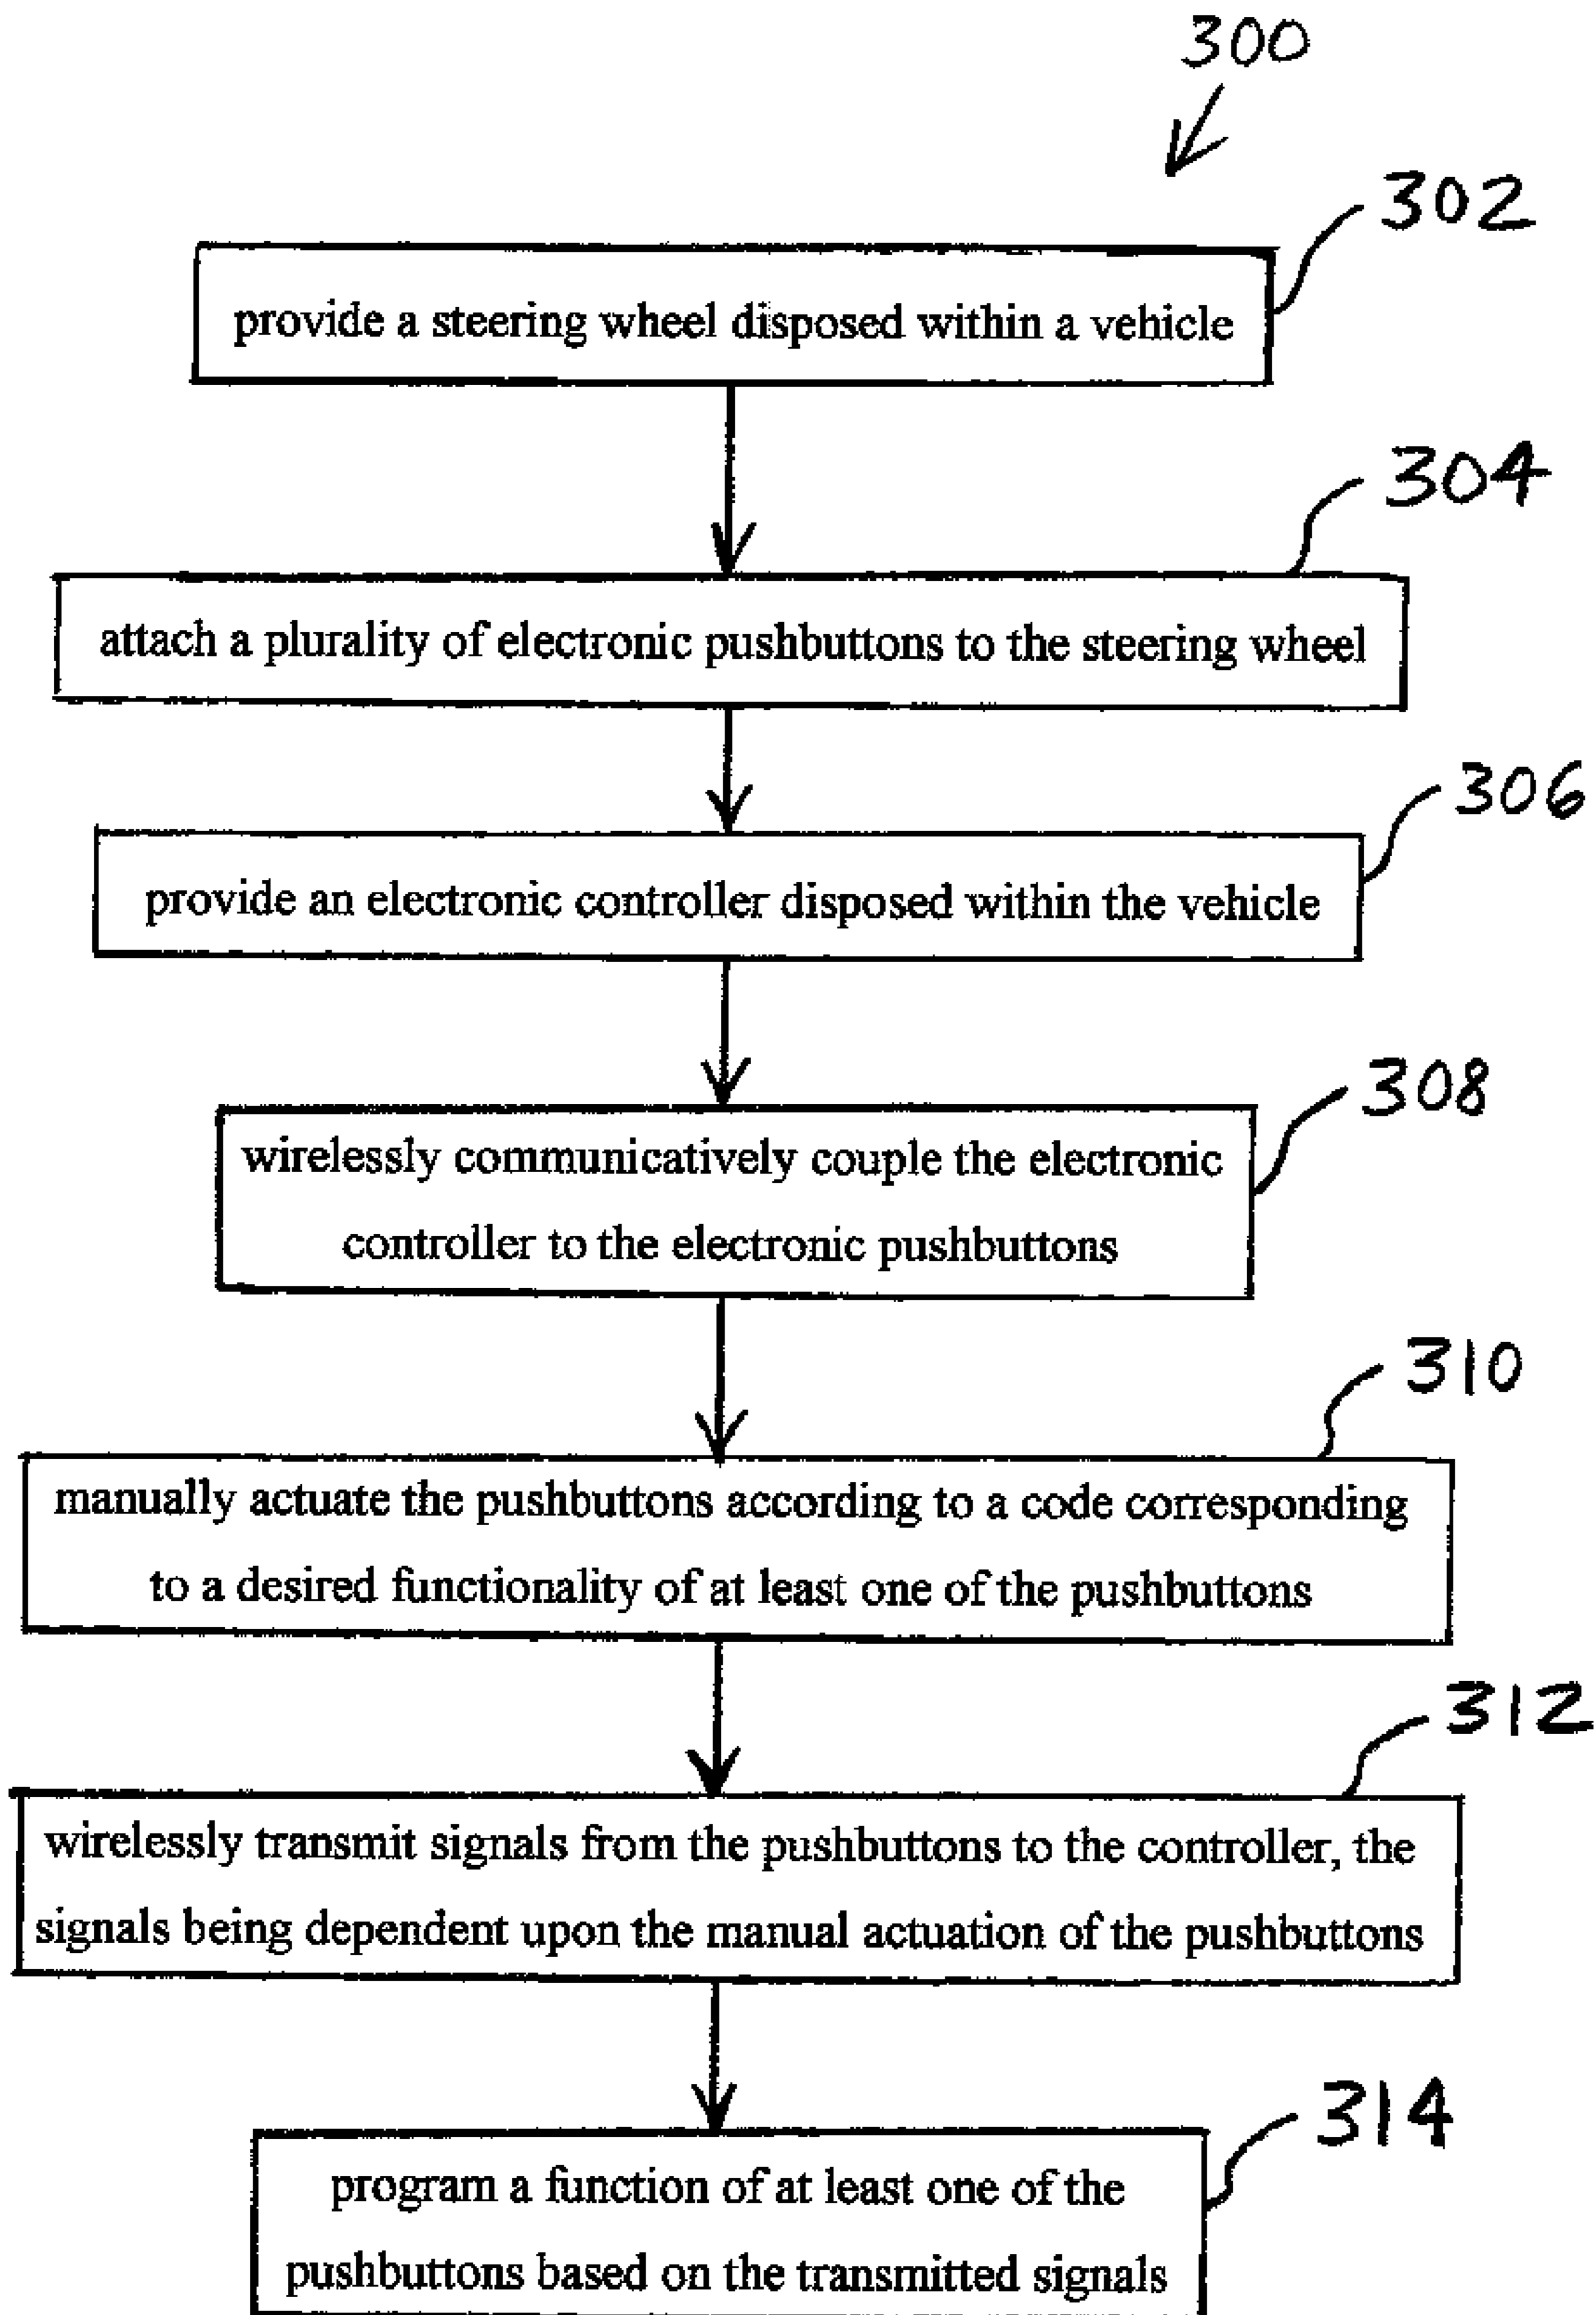 300
302
provide a steering wheel disposed within a vehicle
304
attach a plurality of electronic pushbuttons to the steering wheel
306
provide an electronic controller disposed within the vehicle
308
wirelessly communicatively couple the electronic
controller to the electronic pushbuttons
310
manually actuate the pushbuttons according to a code corresponding
to a desired functionality of at least one of the pushbuttons
312
wirelessly transmit signals from the pushbuttons to the controller, the
signals being dependent upon the manual actuation of the pushbuttons
314
program a function of at least one of the
pushbuttons based on the transmitted signals